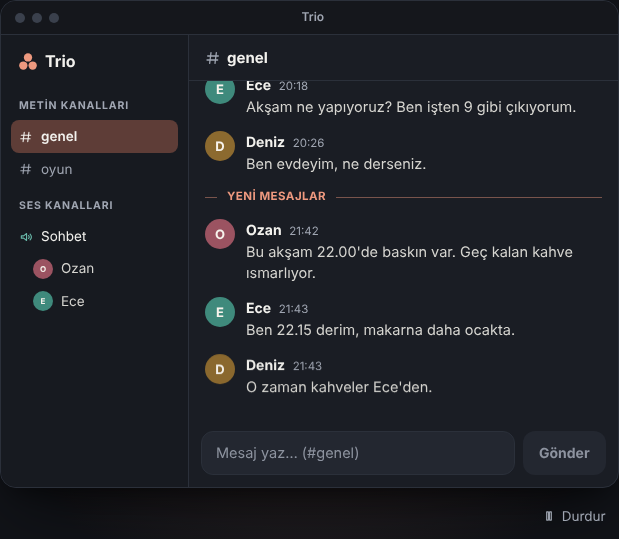 Trio
Trio
METİN KANALLARI
# genel
# oyun
SES KANALLARI
Sohbet
O Ozan
E Ece
# genel
E Ece 20:18
Akşam ne yapıyoruz? Ben işten 9 gibi çıkıyorum.
D Deniz 20:26
Ben evdeyim, ne derseniz.
YENİ MESAJLAR
O Ozan 21:42
Bu akşam 22.00'de baskın var. Geç kalan kahve
ısmarlıyor.
E Ece 21:43
Ben 22.15 derim, makarna daha ocakta.
D Deniz 21:43
O zaman kahveler Ece'den.
Mesaj yaz... (#genel)
Gönder
Durdur